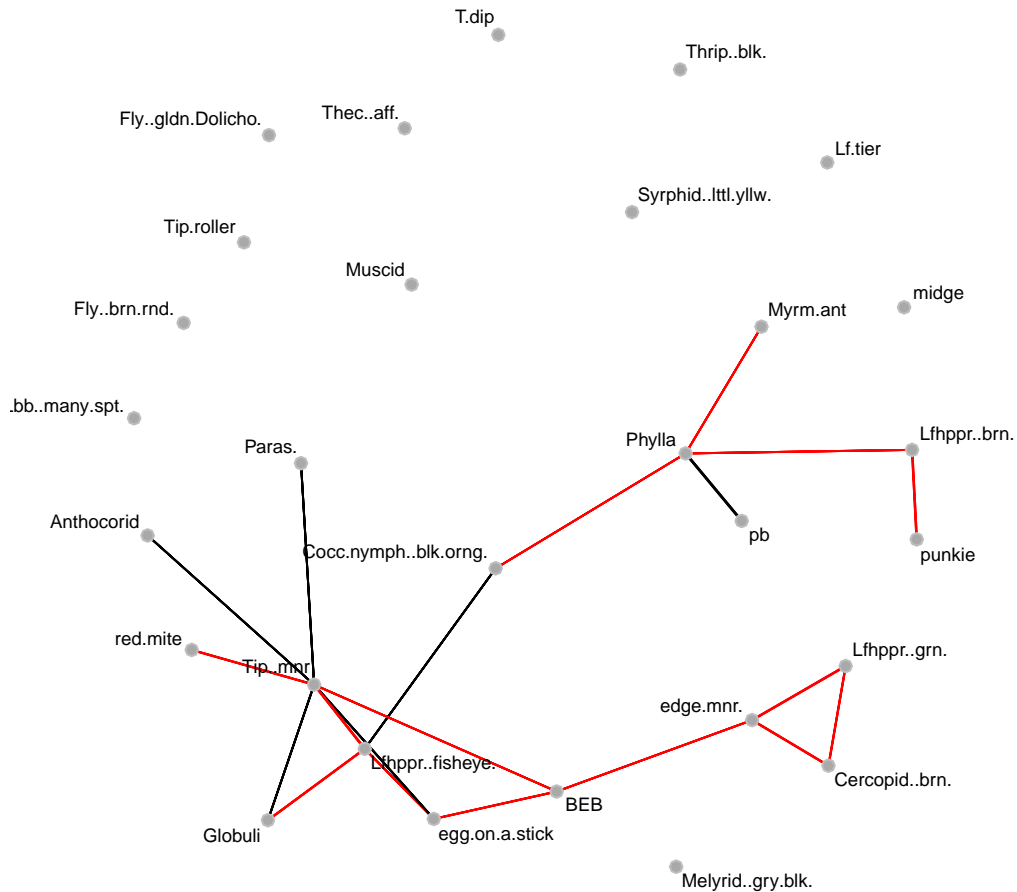 T.dip
Thrip..blk.
Thec..aff.
Fly..gldn.Dolicho.
Lf.tier
Syrphid..lttl.yllw.
Tip.roller
Muscid
midge
Fly..brn.rnd.
Myrm.ant
.bb..many.spt.
Lfhppr..brn.
Phylla
Paras.
Anthocorid
pb
Cocc.nymph..blk.orng.
punkie
red.mite
Lfhppr..grn.
Tip..mnr
edge.mnr.
Lfhppr..fisheye.
Cercopid..brn.
BEB
Globuli
egg.on.a.stick
Melyrid..gry.blk.